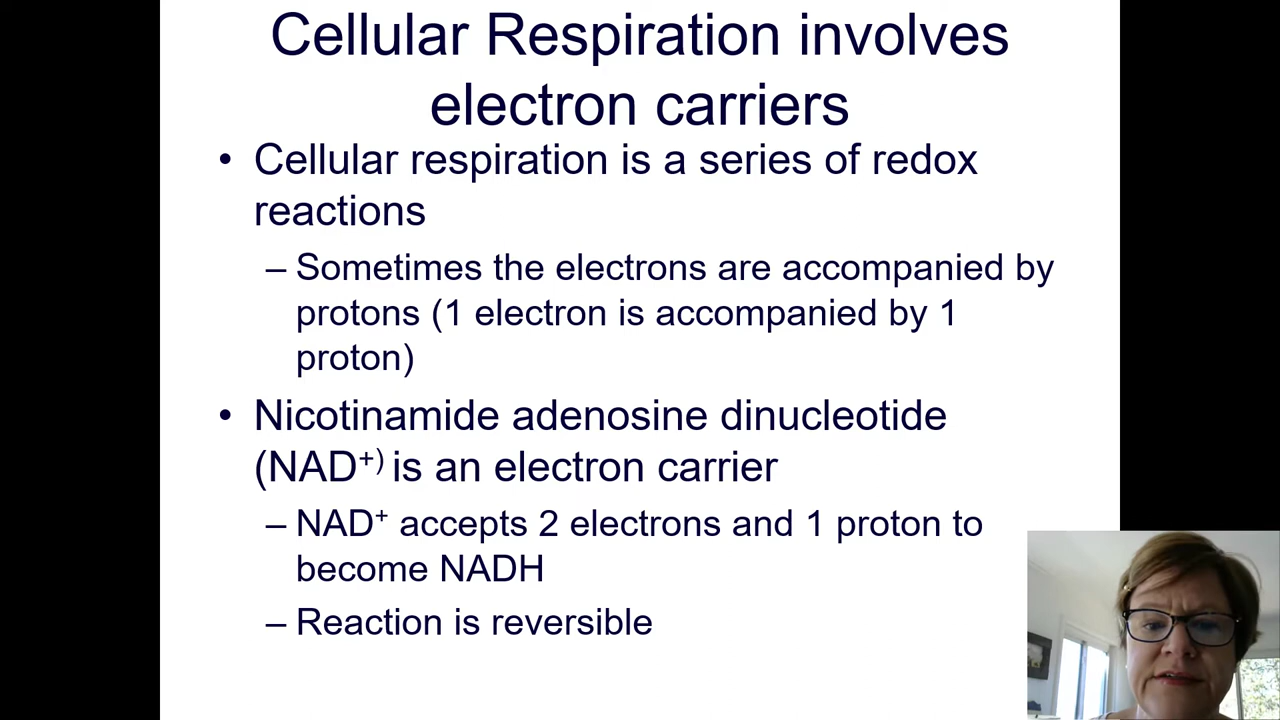 Cellular Respiration involves
electron carriers
• Cellular respiration is a series of redox
reactions
– Sometimes the electrons are accompanied by
protons (1 electron is accompanied by 1
proton)
• Nicotinamide adenosine dinucleotide
(NAD⁺⁾ is an electron carrier
– NAD⁺ accepts 2 electrons and 1 proton to
become NADH
– Reaction is reversible